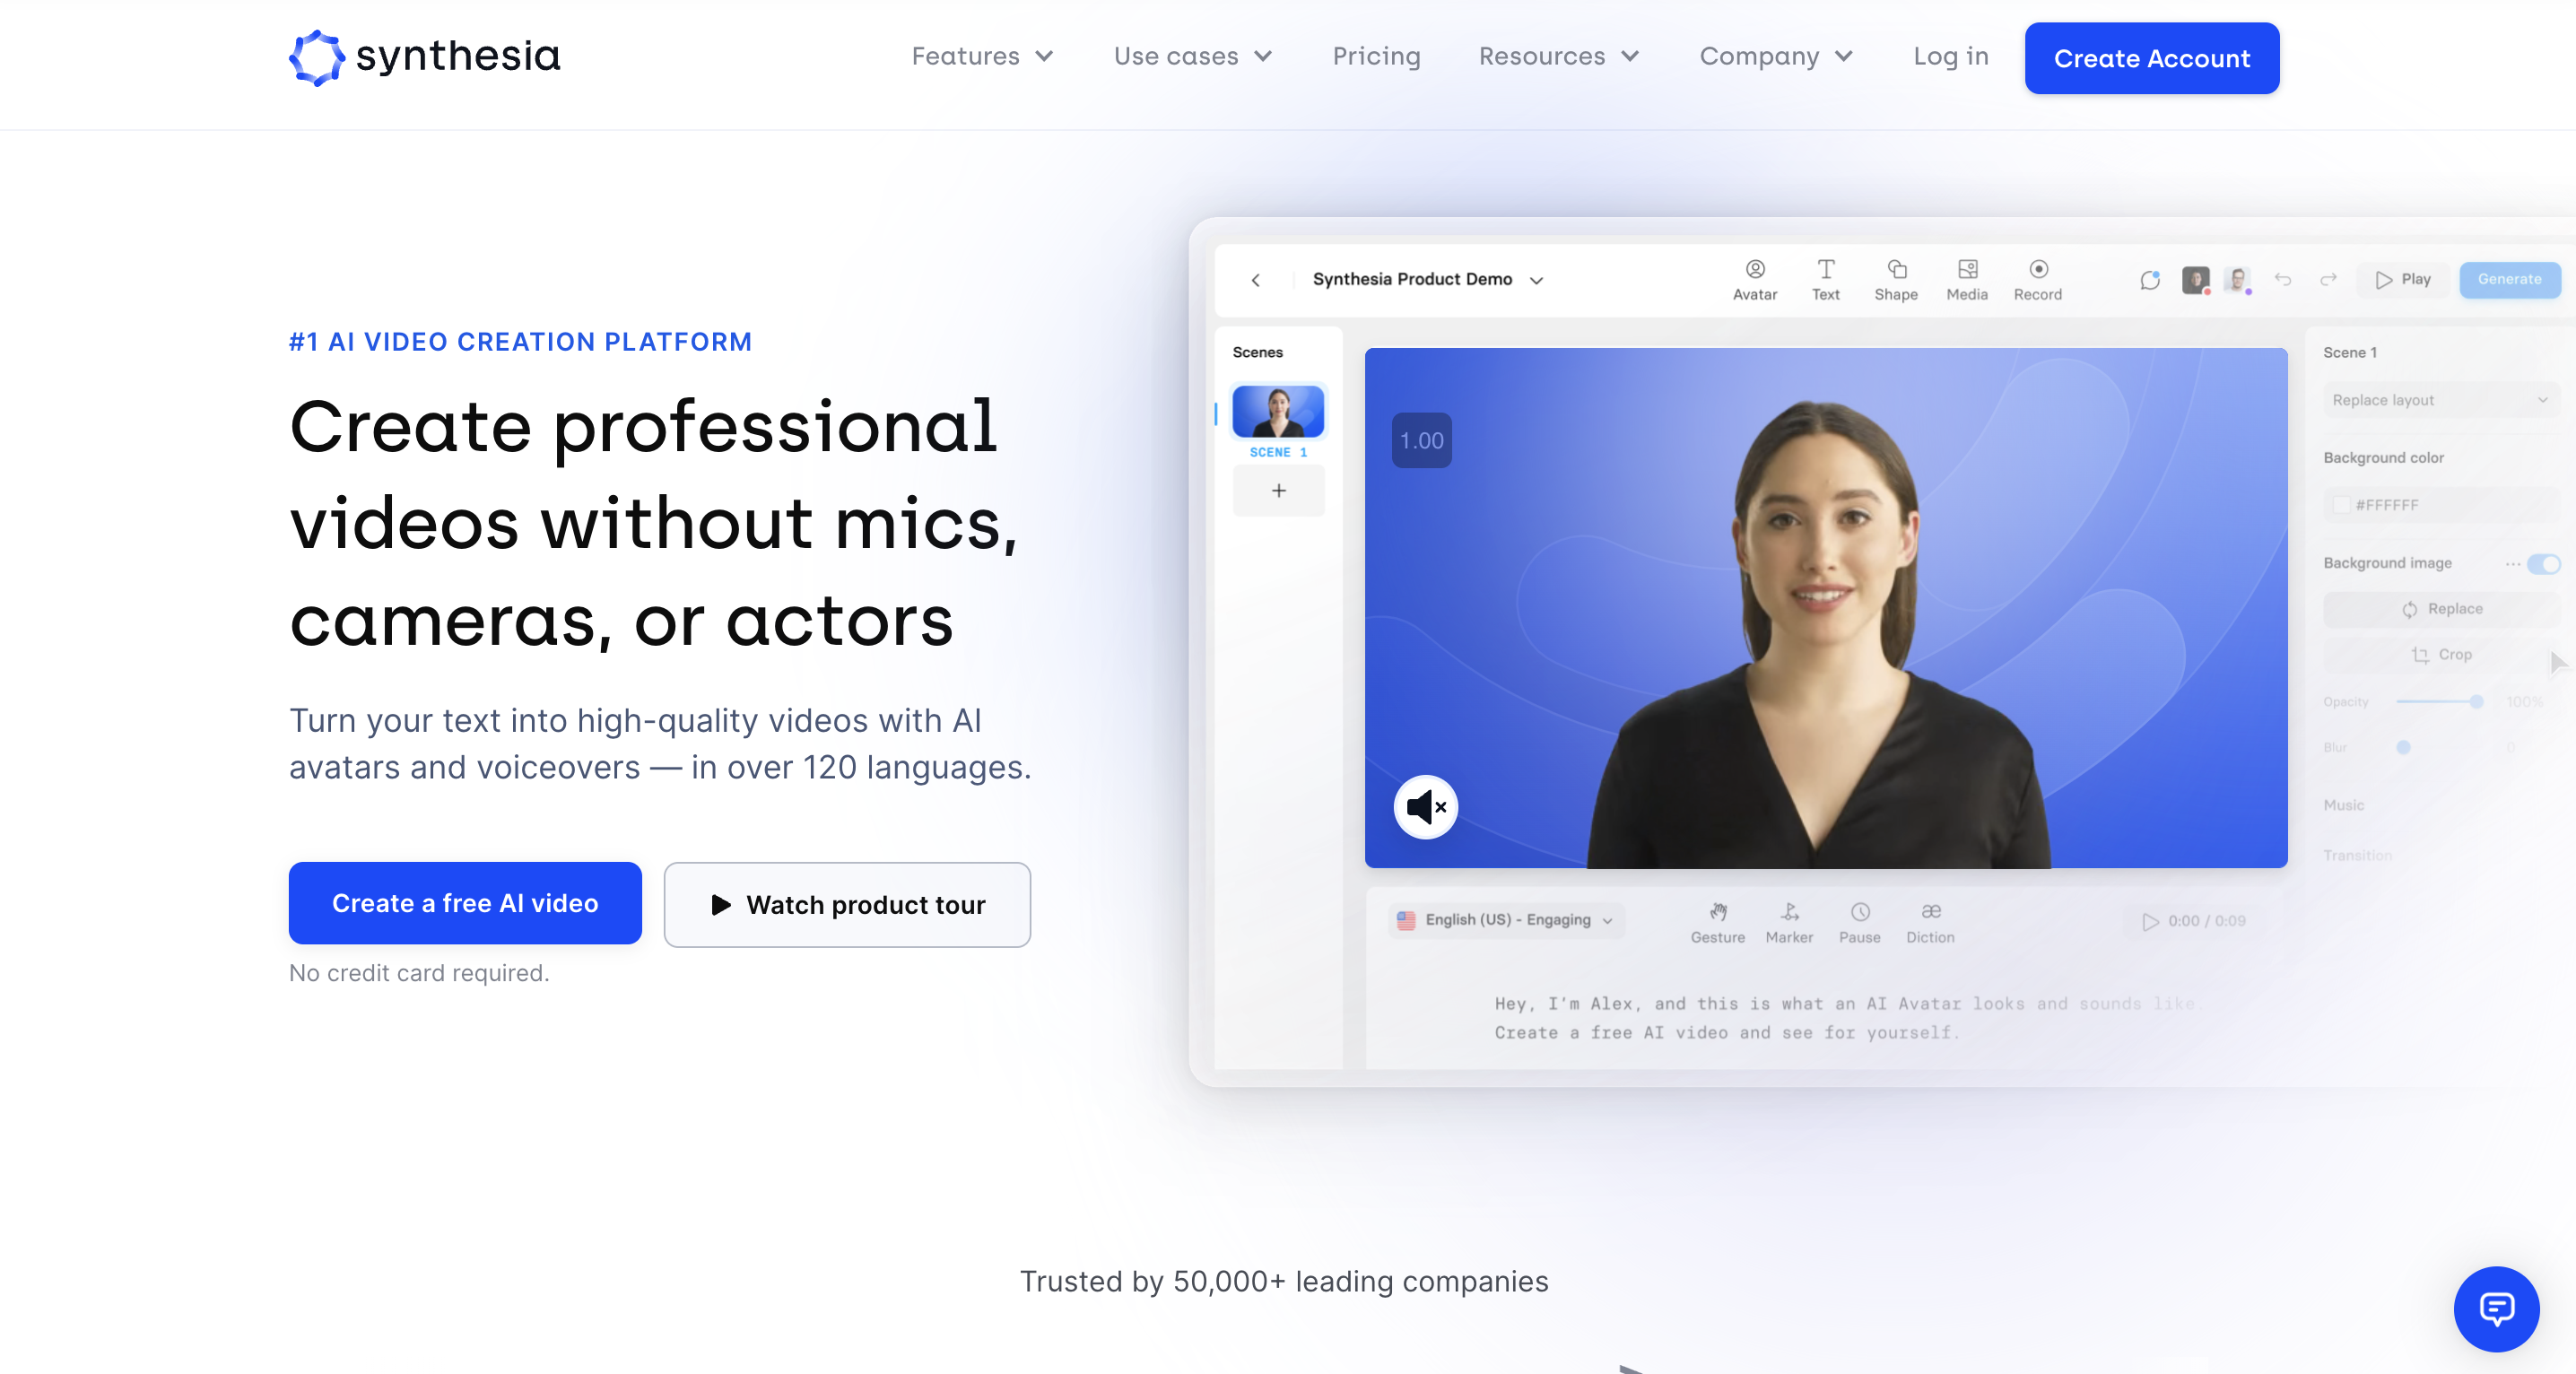 synthesia
Features
Use cases
Pricing
Resources
Company
Log in
Create Account
#1 AI VIDEO CREATION PLATFORM
Create professional
videos without mics,
cameras, or actors
Turn your text into high-quality videos with AI
avatars and voiceovers — in over 120 languages.
Create a free AI video
Watch product tour
No credit card required.
Synthesia Product Demo
Avatar
Text
Shape
Media
Record
Play
Generate
Scenes
SCENE 1
+
1.00
Scene 1
Replace layout
Background color
#FFFFFF
Background image
Replace
Crop
Opacity
100%
Blur
0
Music
Transition
English (US) - Engaging
Gesture
Marker
Pause
æ
Diction
0:00 / 0:09
Hey, I'm Alex, and this is what an AI Avatar looks and sounds like
Create a free AI video and see for yourself.
Trusted by 50,000+ leading companies